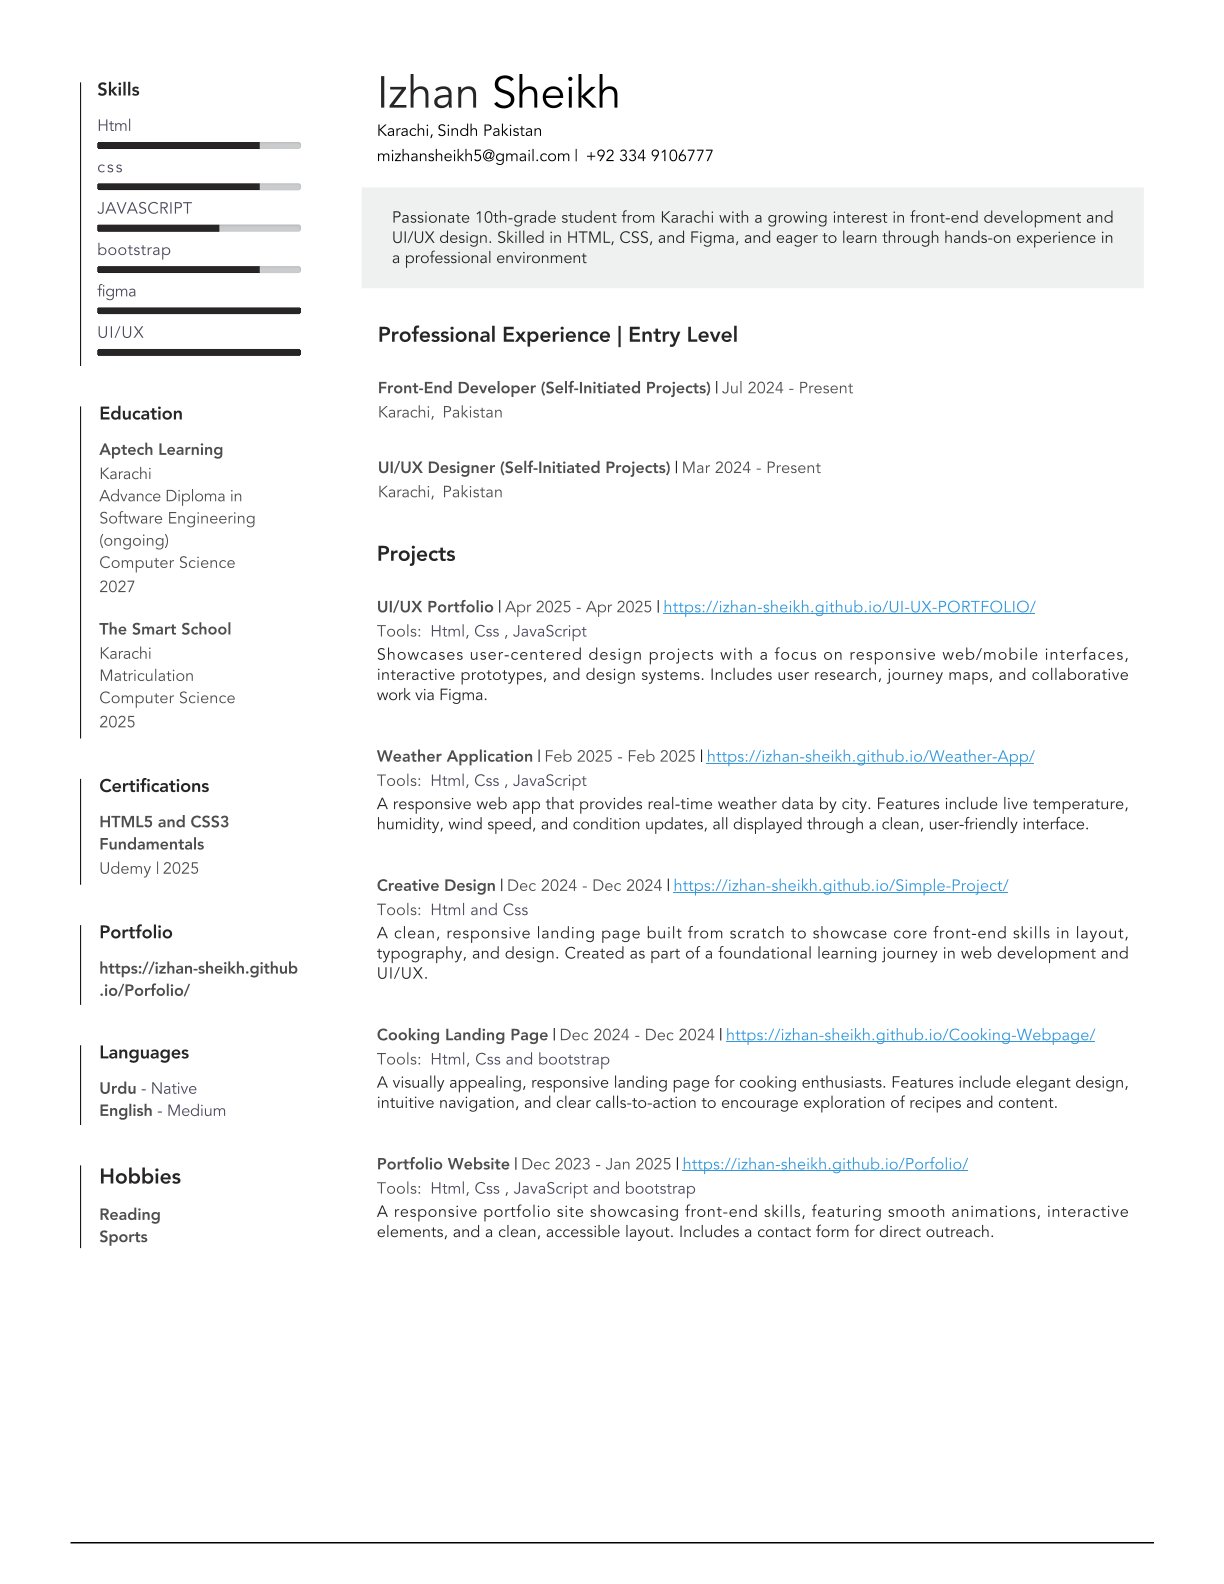 Skills
Html
css
JAVASCRIPT
bootstrap
figma
UI/UX
Education
Aptech Learning
Karachi
Advance Diploma in
Software Engineering
(ongoing)
Computer Science
2027
The Smart School
Karachi
Matriculation
Computer Science
2025
Certifications
HTML5 and CSS3
Fundamentals
Udemy | 2025
Portfolio
https://izhan-sheikh.github
.io/Porfolio/
Languages
Urdu - Native
English - Medium
Hobbies
Reading
Sports
Izhan Sheikh
Karachi, Sindh Pakistan
mizhansheikh5@gmail.com | +92 334 9106777
Passionate 10th-grade student from Karachi with a growing interest in front-end development and
UI/UX design. Skilled in HTML, CSS, and Figma, and eager to learn through hands-on experience in
a professional environment
Professional Experience | Entry Level
Front-End Developer (Self-Initiated Projects) | Jul 2024 - Present
Karachi, Pakistan
UI/UX Designer (Self-Initiated Projects) | Mar 2024 - Present
Karachi, Pakistan
Projects
UI/UX Portfolio | Apr 2025 - Apr 2025 | https://izhan-sheikh.github.io/UI-UX-PORTFOLIO/
Tools: Html, Css , JavaScript
Showcases user-centered design projects with a focus on responsive web/mobile interfaces,
interactive prototypes, and design systems. Includes user research, journey maps, and collaborative
work via Figma.
Weather Application | Feb 2025 - Feb 2025 | https://izhan-sheikh.github.io/Weather-App/
Tools: Html, Css , JavaScript
A responsive web app that provides real-time weather data by city. Features include live temperature,
humidity, wind speed, and condition updates, all displayed through a clean, user-friendly interface.
Creative Design | Dec 2024 - Dec 2024 | https://izhan-sheikh.github.io/Simple-Project/
Tools: Html and Css
A clean, responsive landing page built from scratch to showcase core front-end skills in layout,
typography, and design. Created as part of a foundational learning journey in web development and
UI/UX.
Cooking Landing Page | Dec 2024 - Dec 2024 | https://izhan-sheikh.github.io/Cooking-Webpage/
Tools: Html, Css and bootstrap
A visually appealing, responsive landing page for cooking enthusiasts. Features include elegant design,
intuitive navigation, and clear calls-to-action to encourage exploration of recipes and content.
Portfolio Website | Dec 2023 - Jan 2025 | https://izhan-sheikh.github.io/Porfolio/
Tools: Html, Css , JavaScript and bootstrap
A responsive portfolio site showcasing front-end skills, featuring smooth animations, interactive
elements, and a clean, accessible layout. Includes a contact form for direct outreach.